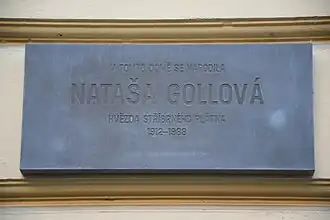 V TOMTO DOMĚ SE NARODILA
NATAŠA GOLLOVÁ
HVĚZDA STŘÍBRNÉHO PLÁTNA
1912–1988